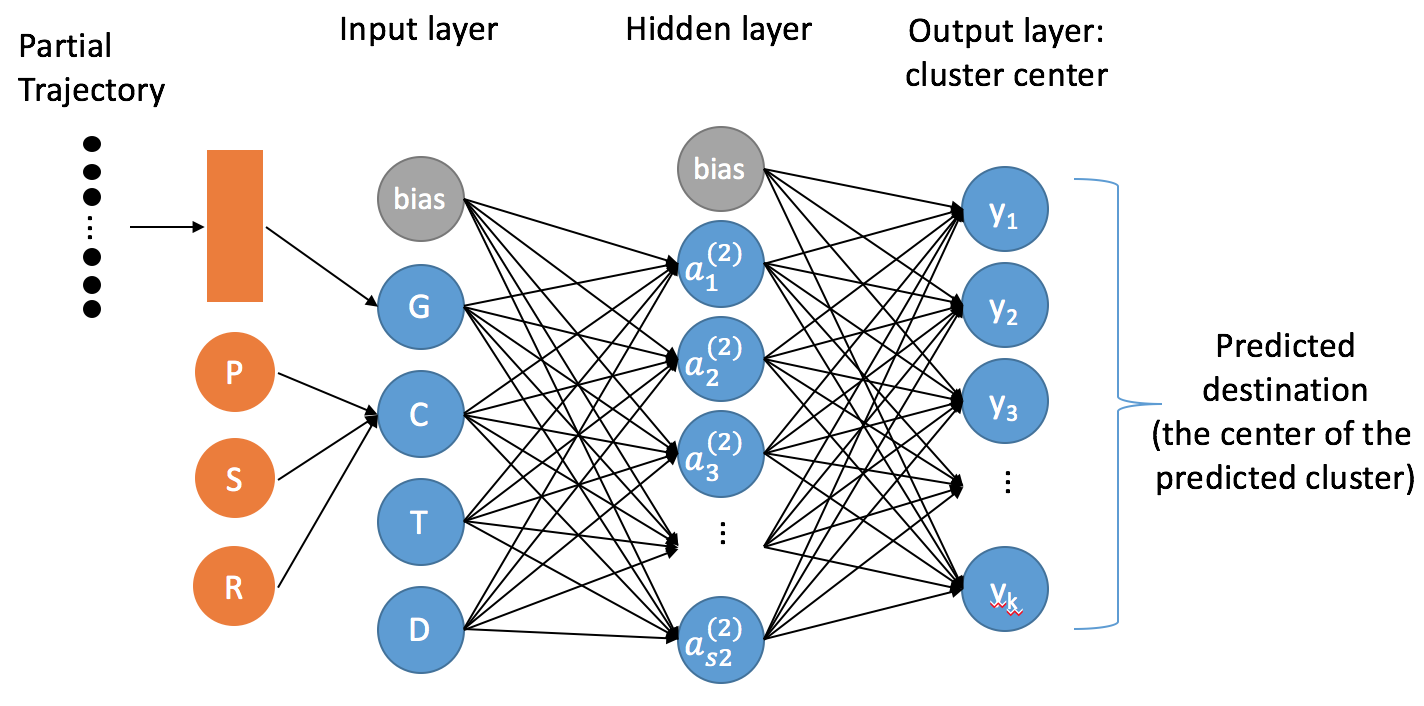 Partial
Trajectory
Input layer
Hidden layer
Output layer:
cluster center
P
S
R
bias
G
C
T
D
bias
a₁⁽²⁾
a₂⁽²⁾
a₃⁽²⁾
⋮
aₛ₂⁽²⁾
y₁
y₂
y₃
⋮
yₖ
Predicted
destination
(the center of the
predicted cluster)